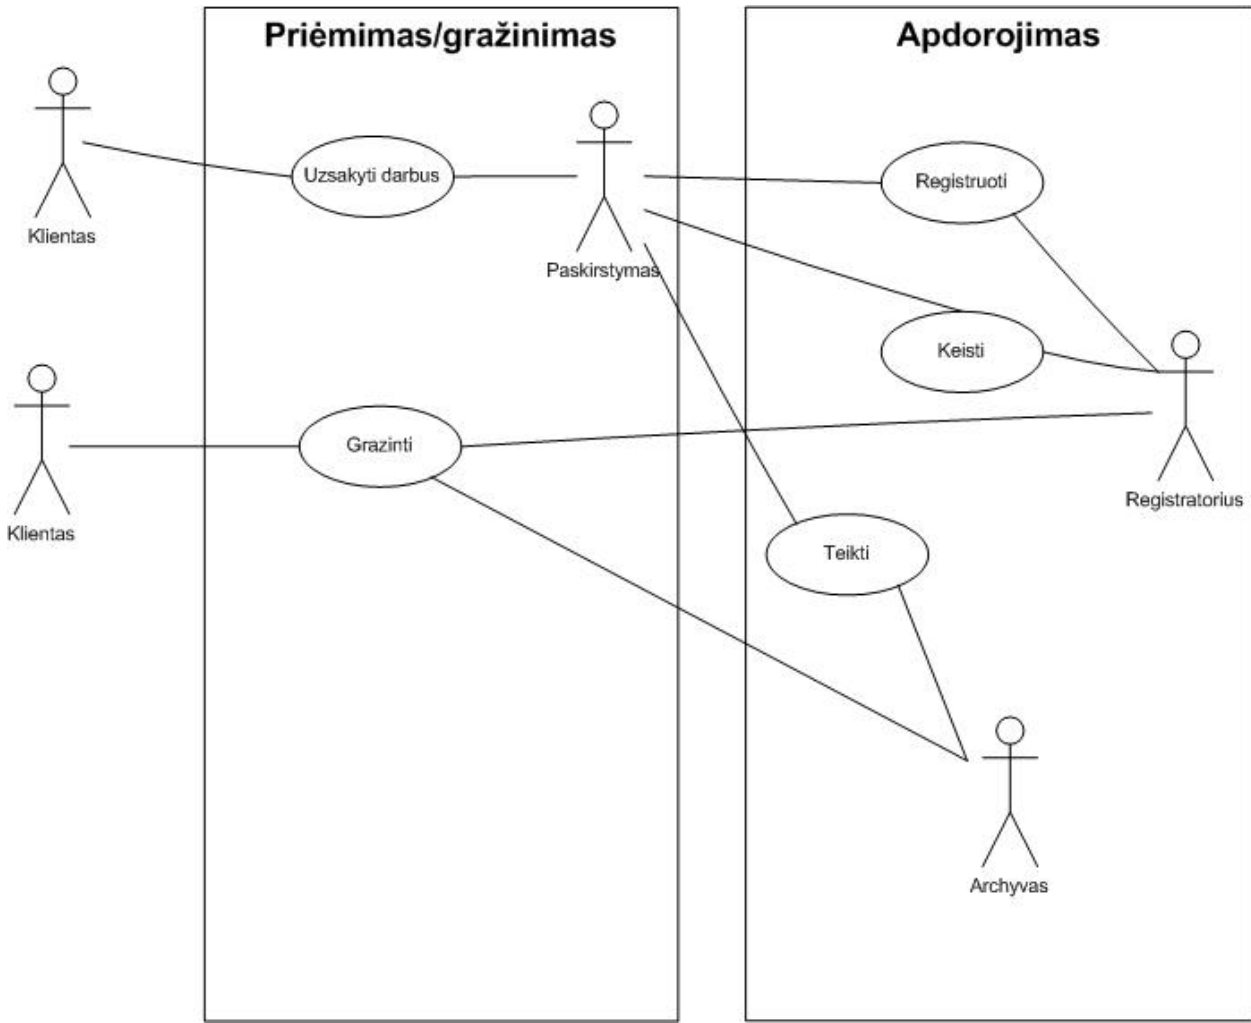 Priėmimas/gražinimas
Apdorojimas
Uzsakyti darbus
Registruoti
Klientas
Paskirstymas
Keisti
Grazinti
Registratorius
Klientas
Teikti
Archyvas